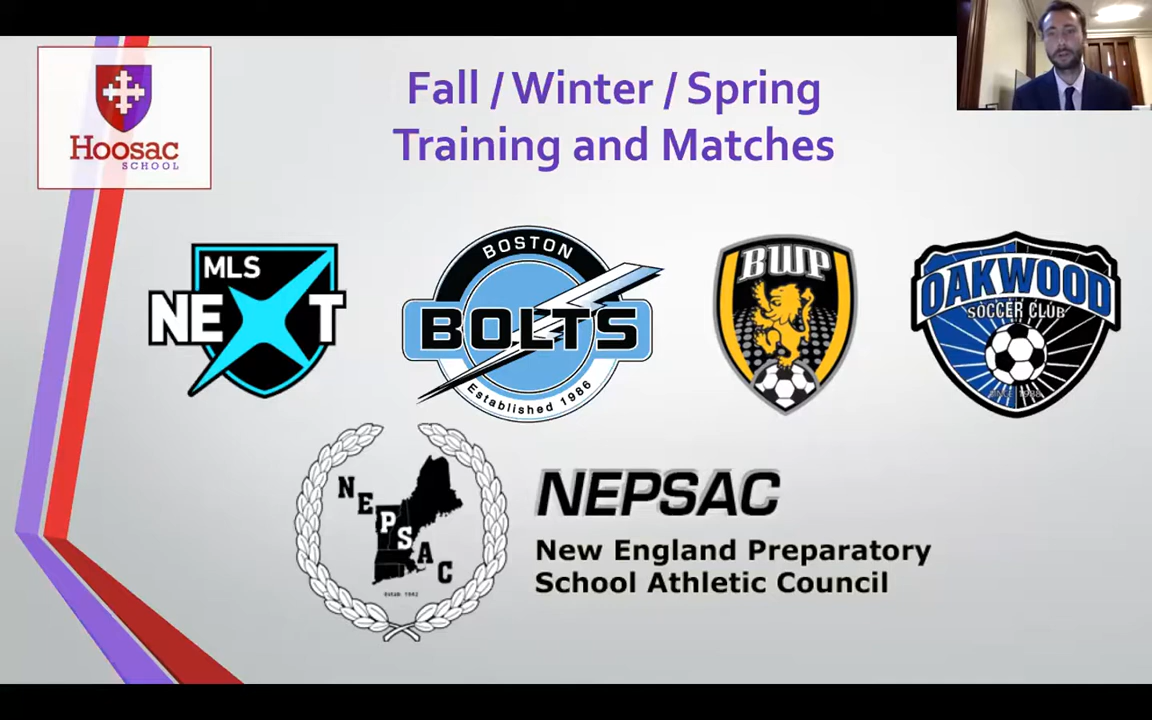 Hoosac
SCHOOL
Fall / Winter / Spring
Training and Matches
MLS
NEXT
BOSTON
BOLTS
Established 1986
BWP
OAKWOOD
SOCCER CLUB
NEPSAC
NEPSAC
New England Preparatory
School Athletic Council